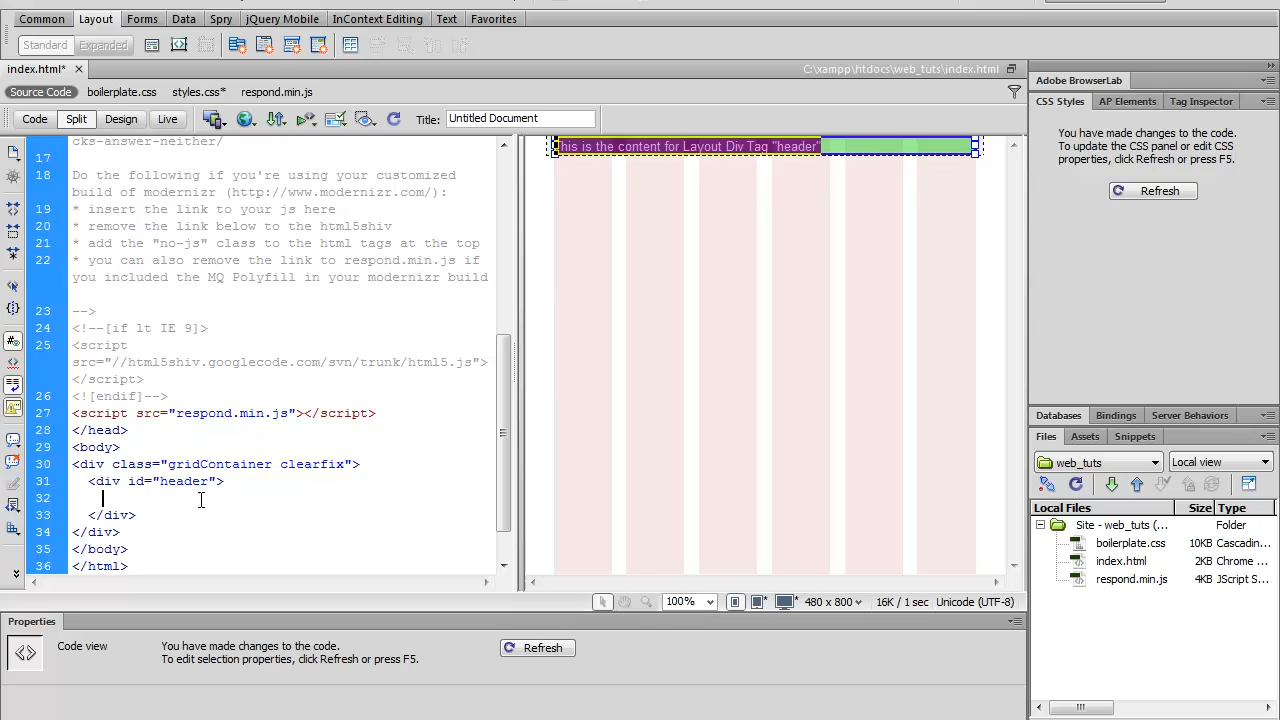 Common Layout Forms Data Spry jQuery Mobile InContext Editing Text Favorites
Standard Expanded
index.html* C:\xampp\htdocs\web_tuts\index.html
Source Code boilerplate.css styles.css* respond.min.js
Code Split Design Live Title: Untitled Document
cks-answer-neither/
17
18 Do the following if you're using your customized
build of modernizr (http://www.modernizr.com/):
19 * insert the link to your js here
20 * remove the link below to the html5shiv
21 * add the "no-js" class to the html tags at the top
22 * you can also remove the link to respond.min.js if
you included the MQ Polyfill in your modernizr build
23 -->
24 <!--[if lt IE 9]>
25 <script
src="//html5shiv.googlecode.com/svn/trunk/html5.js">
</script>
26 <![endif]-->
27 <script src="respond.min.js"></script>
28 </head>
29 <body>
30 <div class="gridContainer clearfix">
31 <div id="header">
32
33 </div>
34 </div>
35 </body>
36 </html>
This is the content for Layout Div Tag "header"
100% 480 x 800 16K / 1 sec Unicode (UTF-8)
Properties
Code view You have made changes to the code.
To edit selection properties, click Refresh or press F5.
Refresh
Adobe BrowserLab
CSS Styles AP Elements Tag Inspector
You have made changes to the code.
To update the CSS panel or edit CSS
properties, click Refresh or press F5.
Refresh
Databases Bindings Server Behaviors
Files Assets Snippets
web_tuts Local view
Local Files Size Type
Site - web_tuts (... Folder
boilerplate.css 10KB Cascadin...
index.html 2KB Chrome ...
respond.min.js 4KB JScript S...